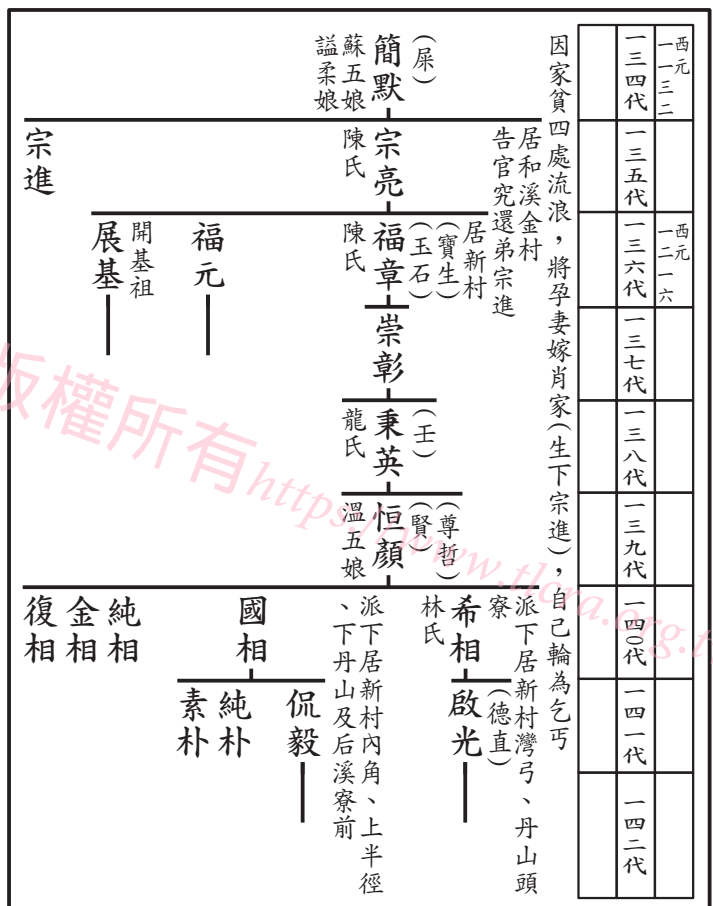 西元
一一三二
西元
一二一六
一三四代
一三五代
一三六代
一三七代
一三八代
一三九代
一四〇代
一四一代
一四二代
因家貧四處流浪，將孕妻嫁肖家(生下宗進)，自己輪為乞丐
(屎)
簡默
蘇五娘
謚柔娘
居和溪金村
告官究還弟宗進
宗亮
陳氏
宗進
居新村
(寶生)
(玉石)
福章
陳氏
福元
開基祖
展基
崇彰
(王)
秉英
龍氏
(尊哲)
(賢)
恒顏
溫五娘
派下居新村灣弓、丹山頭
寮
希相
林氏
派下居新村內角、上半徑
、下丹山及后溪寮前
國相
純相
金相
復相
(德直)
啟光
侃毅
純朴
素朴
版權所有https://www.tlcra.org.t